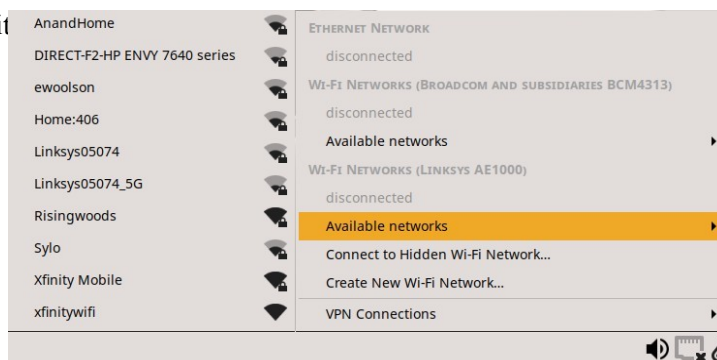 it
AnandHome
DIRECT-F2-HP ENVY 7640 series
ewoolson
Home:406
Linksys05074
Linksys05074_5G
Risingwoods
Sylo
Xfinity Mobile
xfinitywifi
Ethernet Network
disconnected
Wi-Fi Networks (Broadcom and subsidiaries BCM4313)
disconnected
Available networks
Wi-Fi Networks (Linksys AE1000)
disconnected
Available networks
Connect to Hidden Wi-Fi Network...
Create New Wi-Fi Network...
VPN Connections